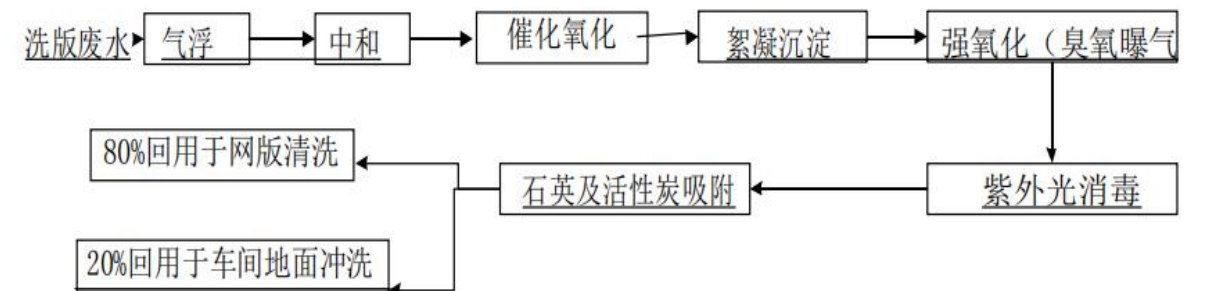 洗版废水
气浮
中和
催化氧化
絮凝沉淀
强氧化（臭氧曝气
紫外光消毒
石英及活性炭吸附
80%回用于网版清洗
20%回用于车间地面冲洗